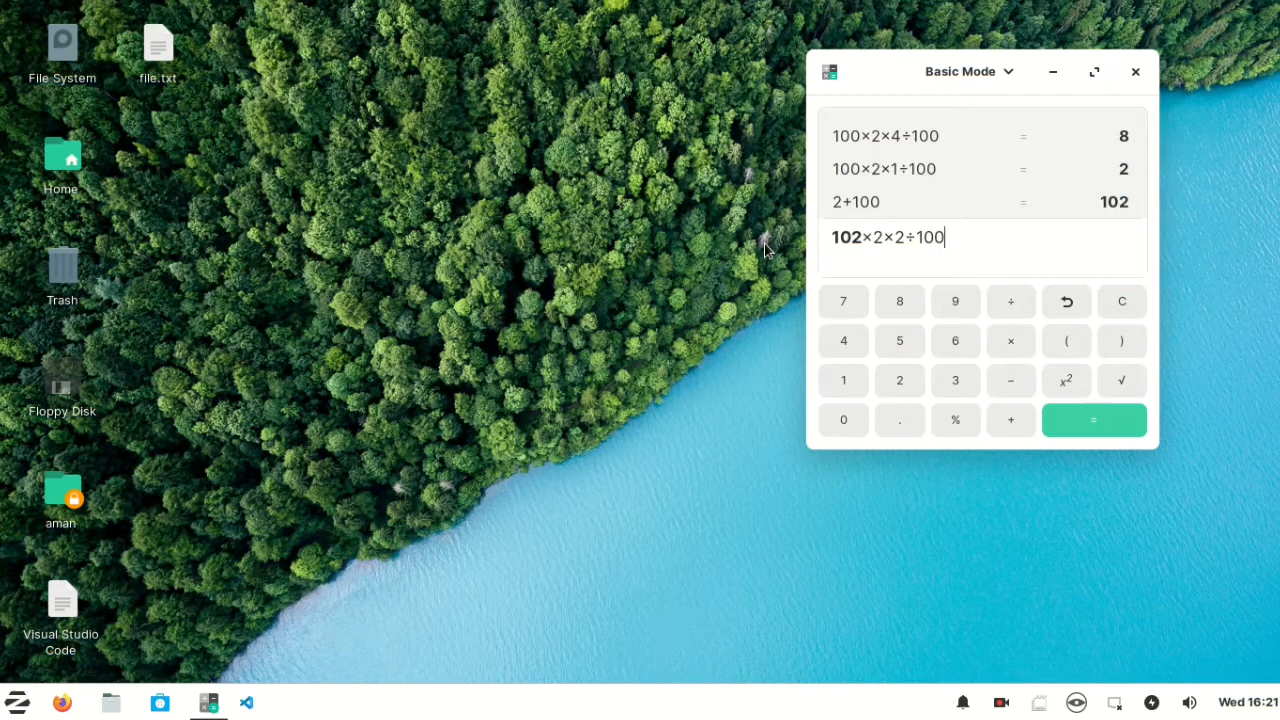 File System
file.txt
Home
Trash
Floppy Disk
aman
Visual Studio
Code
Basic Mode
100×2×4÷100 = 8
100×2×1÷100 = 2
2+100 = 102
102×2×2÷100
7 8 9 ÷ C
4 5 6 × ( )
1 2 3 − x² √
0 . % + =
Wed 16:21